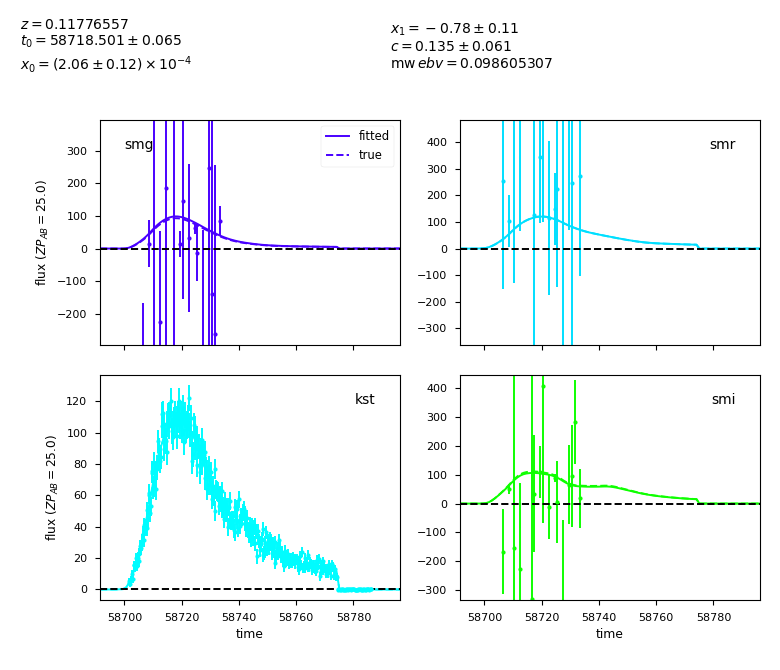 z = 0.11776557
t₀ = 58718.501 ± 0.065
x₀ = (2.06 ± 0.12) × 10⁻⁴
x₁ = −0.78 ± 0.11
c = 0.135 ± 0.061
mw ebv = 0.098605307
smg
fitted
true
300
200
100
0
−100
−200
flux (ZP_AB = 25.0)
smr
400
300
200
100
0
−100
−200
−300
kst
120
100
80
60
40
20
0
flux (ZP_AB = 25.0)
58700 58720 58740 58760 58780
time
smi
400
300
200
100
0
−100
−200
−300
58700 58720 58740 58760 58780
time